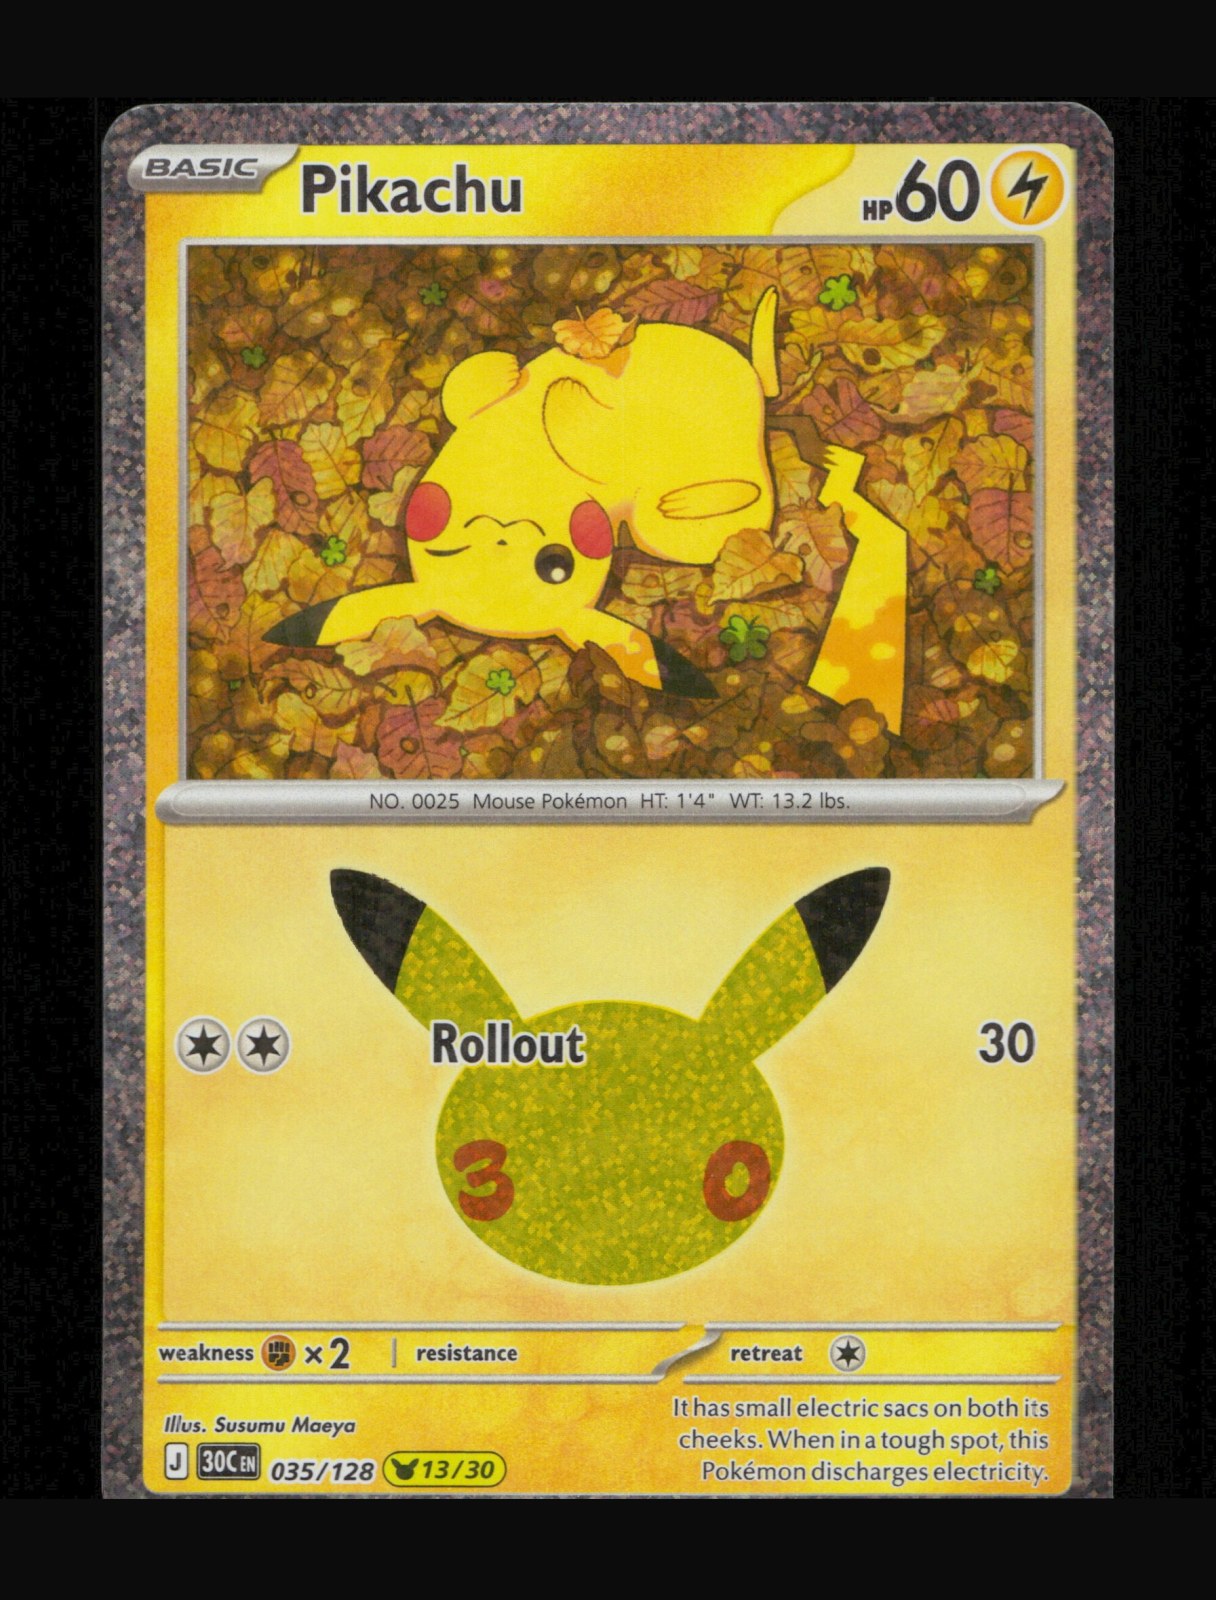 BASIC
Pikachu
HP 60
NO. 0025 Mouse Pokémon HT: 1'4" WT: 13.2 lbs.
Rollout 30
3 0
weakness ×2 resistance retreat
Illus. Susumu Maeya
It has small electric sacs on both its
cheeks. When in a tough spot, this
Pokémon discharges electricity.
J 30C EN 035/128 13/30